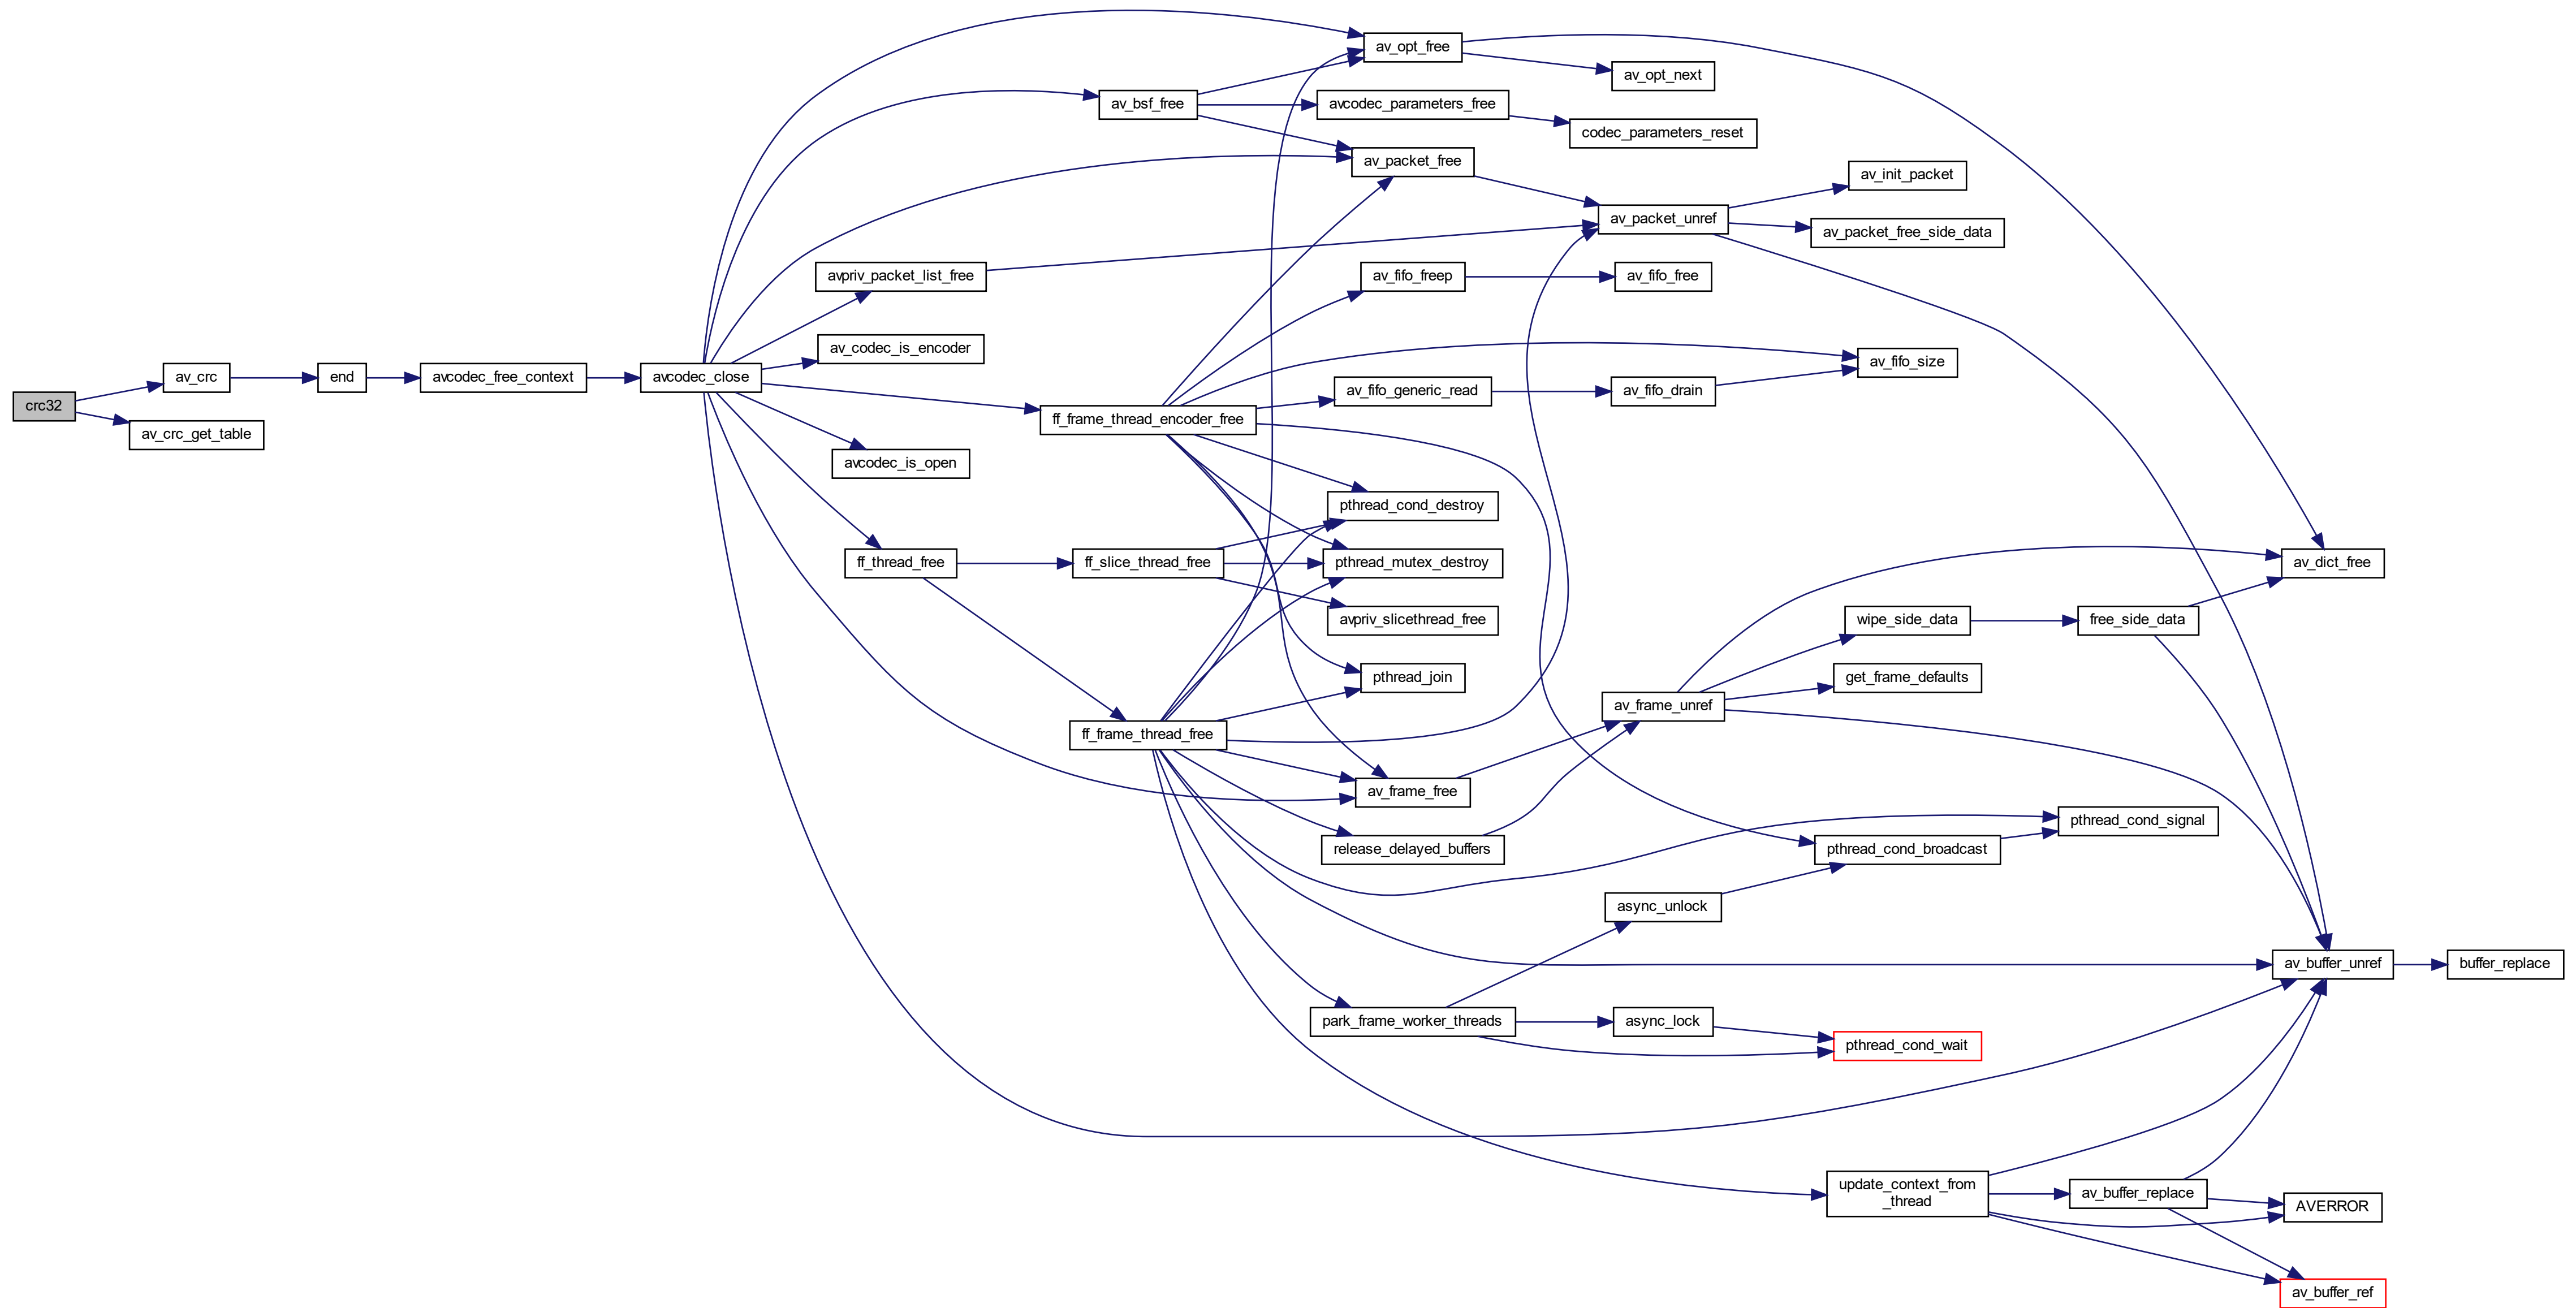 crc32
av_crc
av_crc_get_table
end
avcodec_free_context
avcodec_close
avpriv_packet_list_free
av_codec_is_encoder
avcodec_is_open
ff_thread_free
av_bsf_free
ff_frame_thread_encoder_free
ff_slice_thread_free
ff_frame_thread_free
av_opt_free
avcodec_parameters_free
av_packet_free
av_fifo_freep
av_fifo_generic_read
pthread_cond_destroy
pthread_mutex_destroy
avpriv_slicethread_free
pthread_join
av_frame_free
release_delayed_buffers
park_frame_worker_threads
av_opt_next
codec_parameters_reset
av_packet_unref
av_fifo_free
av_fifo_drain
av_frame_unref
async_unlock
async_lock
av_init_packet
av_packet_free_side_data
av_fifo_size
wipe_side_data
get_frame_defaults
pthread_cond_broadcast
pthread_cond_wait
update_context_from
_thread
free_side_data
pthread_cond_signal
av_buffer_replace
av_dict_free
av_buffer_unref
AVERROR
av_buffer_ref
buffer_replace